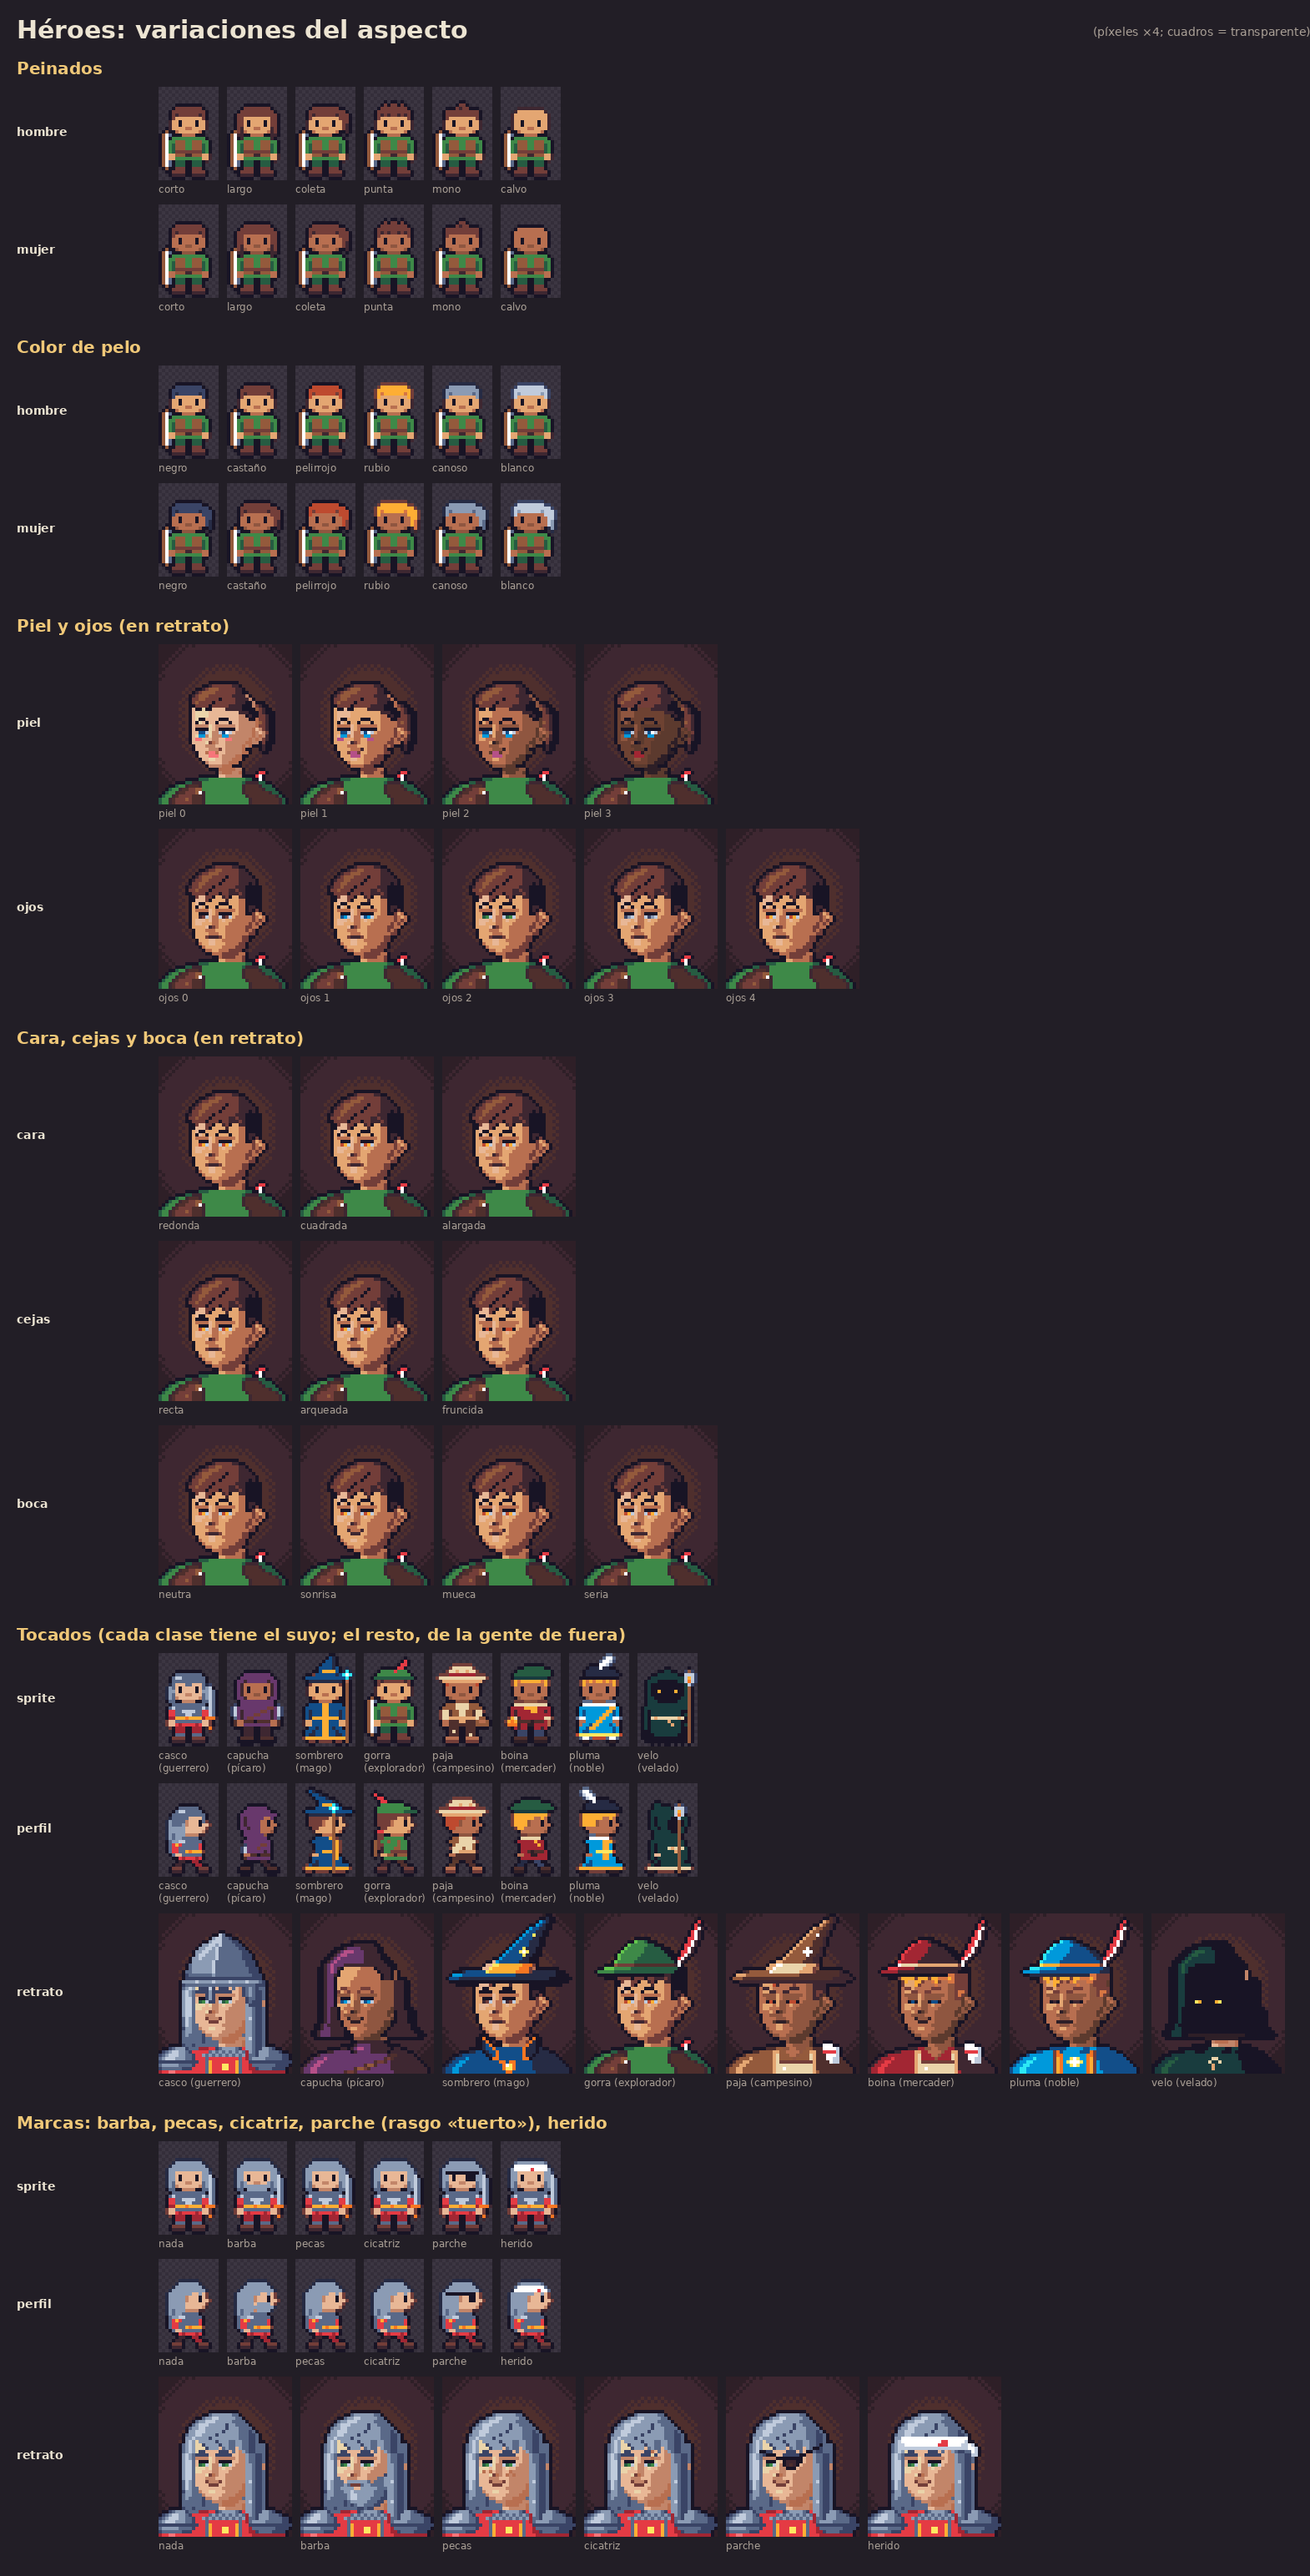 Héroes: variaciones del aspecto
(píxeles ×4; cuadros = transparente)
Peinados
hombre
corto largo coleta punta mono calvo
mujer
corto largo coleta punta mono calvo
Color de pelo
hombre
negro castaño pelirrojo rubio canoso blanco
mujer
negro castaño pelirrojo rubio canoso blanco
Piel y ojos (en retrato)
piel
piel 0 piel 1 piel 2 piel 3
ojos
ojos 0 ojos 1 ojos 2 ojos 3 ojos 4
Cara, cejas y boca (en retrato)
cara
redonda cuadrada alargada
cejas
recta arqueada fruncida
boca
neutra sonrisa mueca seria
Tocados (cada clase tiene el suyo; el resto, de la gente de fuera)
sprite
casco capucha sombrero gorra paja boina pluma velo
(guerrero) (pícaro) (mago) (explorador) (campesino) (mercader) (noble) (velado)
perfil
casco capucha sombrero gorra paja boina pluma velo
(guerrero) (pícaro) (mago) (explorador) (campesino) (mercader) (noble) (velado)
retrato
casco (guerrero) capucha (pícaro) sombrero (mago) gorra (explorador) paja (campesino) boina (mercader) pluma (noble) velo (velado)
Marcas: barba, pecas, cicatriz, parche (rasgo «tuerto»), herido
sprite
nada barba pecas cicatriz parche herido
perfil
nada barba pecas cicatriz parche herido
retrato
nada barba pecas cicatriz parche herido